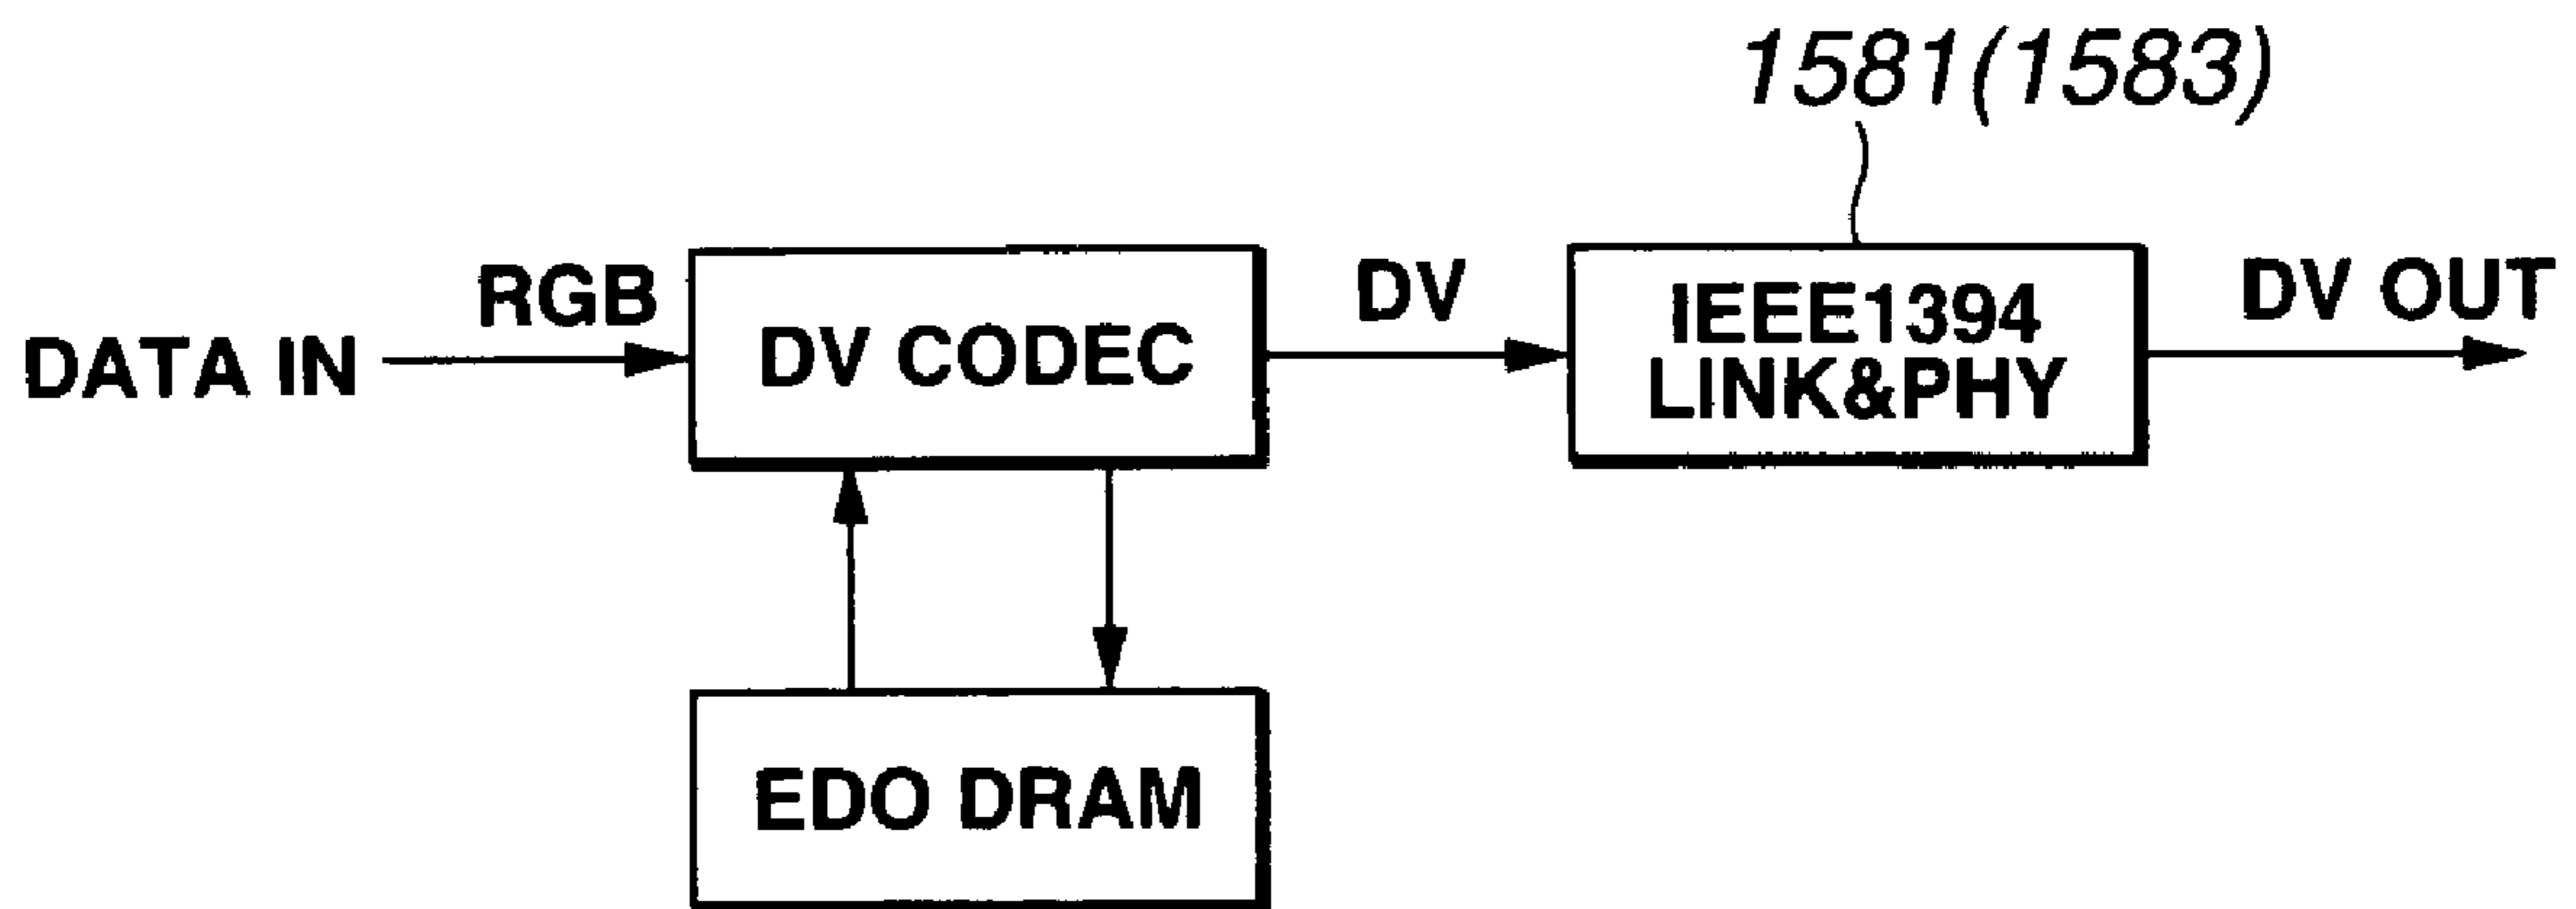 1581(1583)
DATA IN
RGB
DV CODEC
DV
IEEE1394
LINK&PHY
DV OUT
EDO DRAM